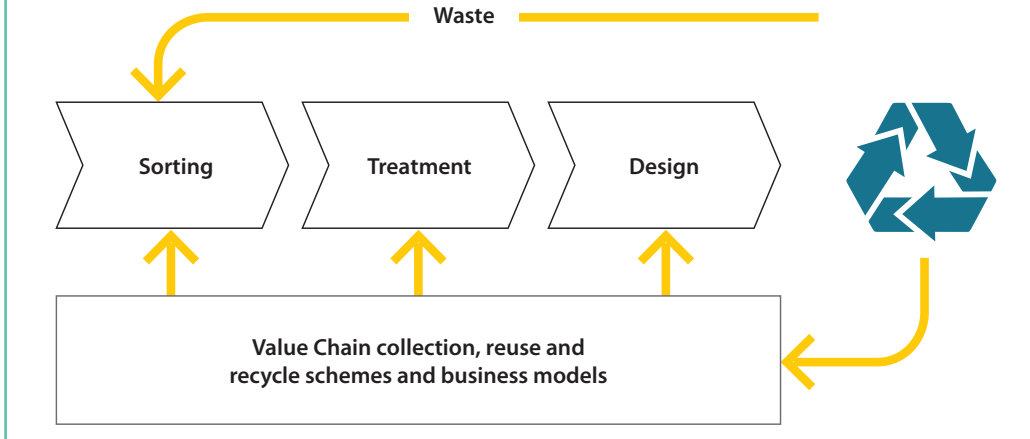 Waste
Sorting
Treatment
Design
Value Chain collection, reuse and
recycle schemes and business models